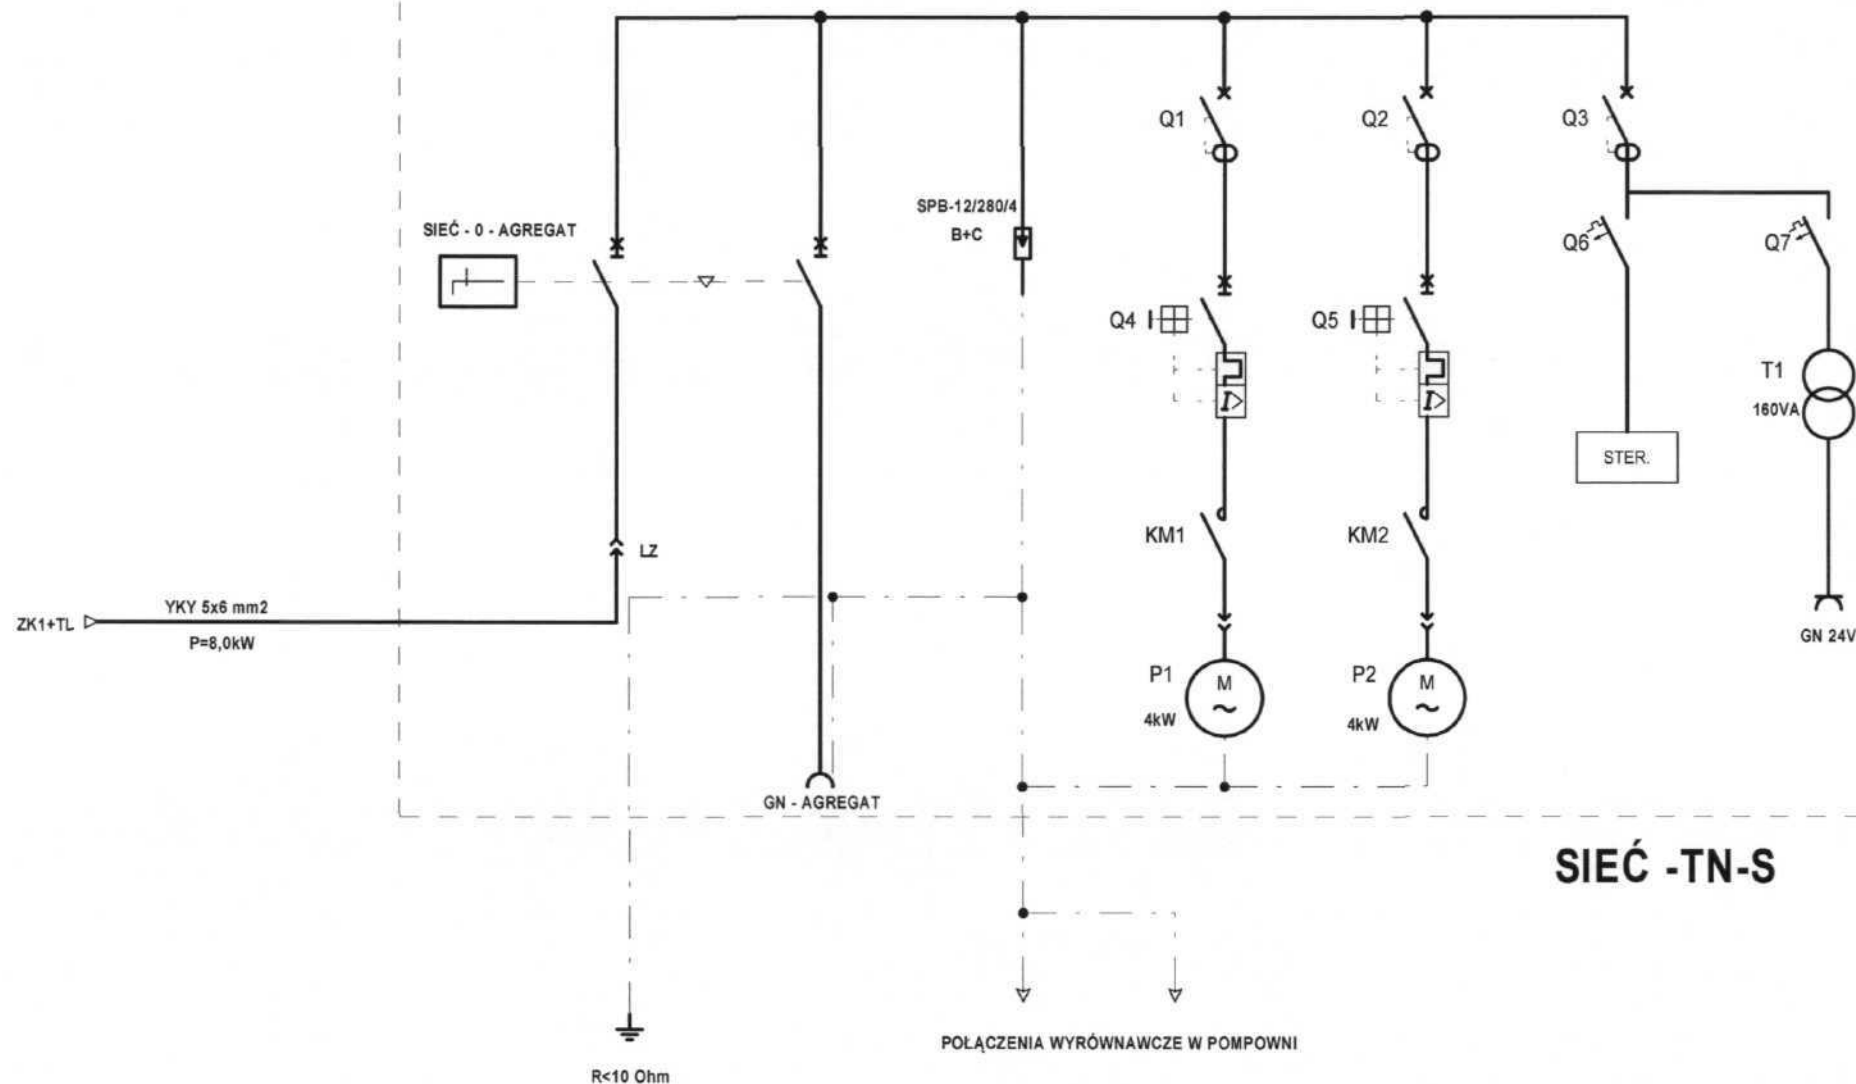 Q1
Q2
Q3
SPB-12/280/4
B+C
SIEĆ - 0 - AGREGAT
Q6
Q7
Q4
I>
Q5
I>
T1
160VA
STER.
KM1
KM2
LZ
YKY 5x6 mm2
ZK1+TL
P=8,0kW
GN 24V
P1
M
~
4kW
P2
M
~
4kW
GN - AGREGAT
SIEĆ -TN-S
POŁĄCZENIA WYRÓWNAWCZE W POMPOWNI
R<10 Ohm